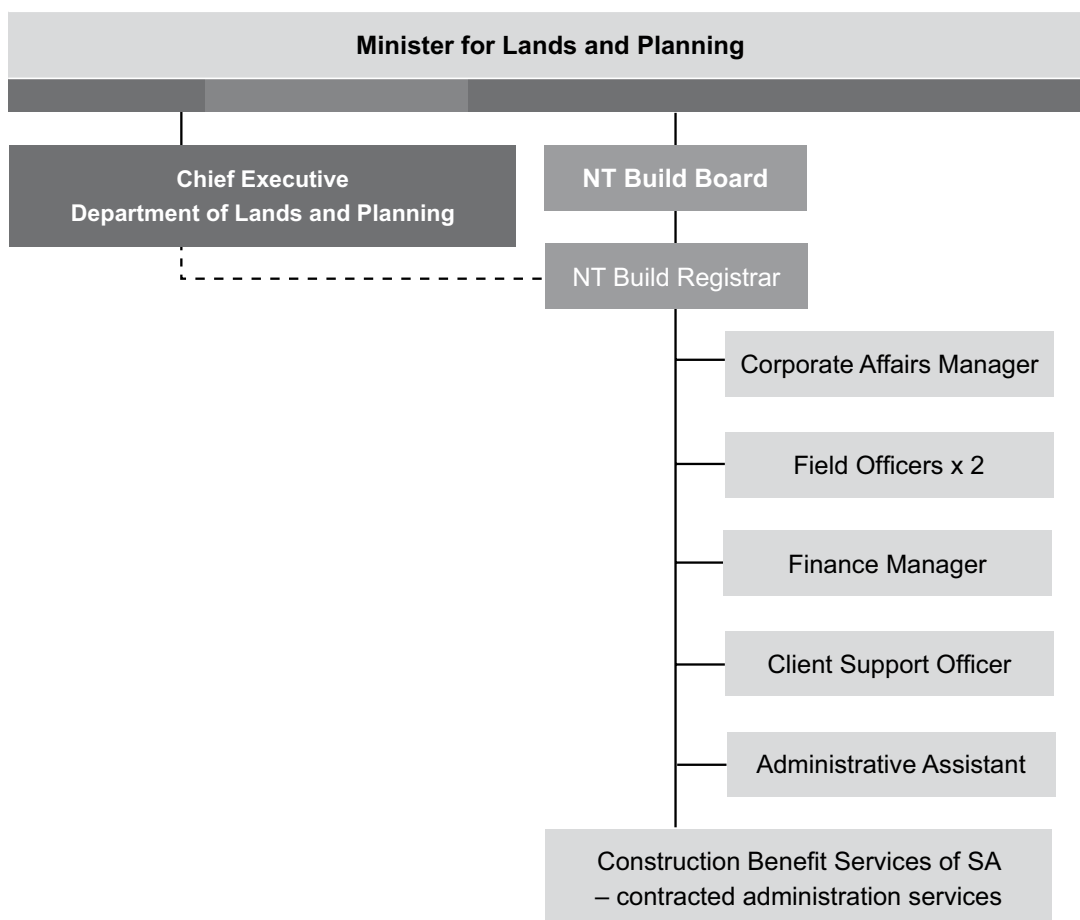 Minister for Lands and Planning
Chief Executive
Department of Lands and Planning
NT Build Board
NT Build Registrar
Corporate Affairs Manager
Field Officers x 2
Finance Manager
Client Support Officer
Administrative Assistant
Construction Benefit Services of SA
– contracted administration services